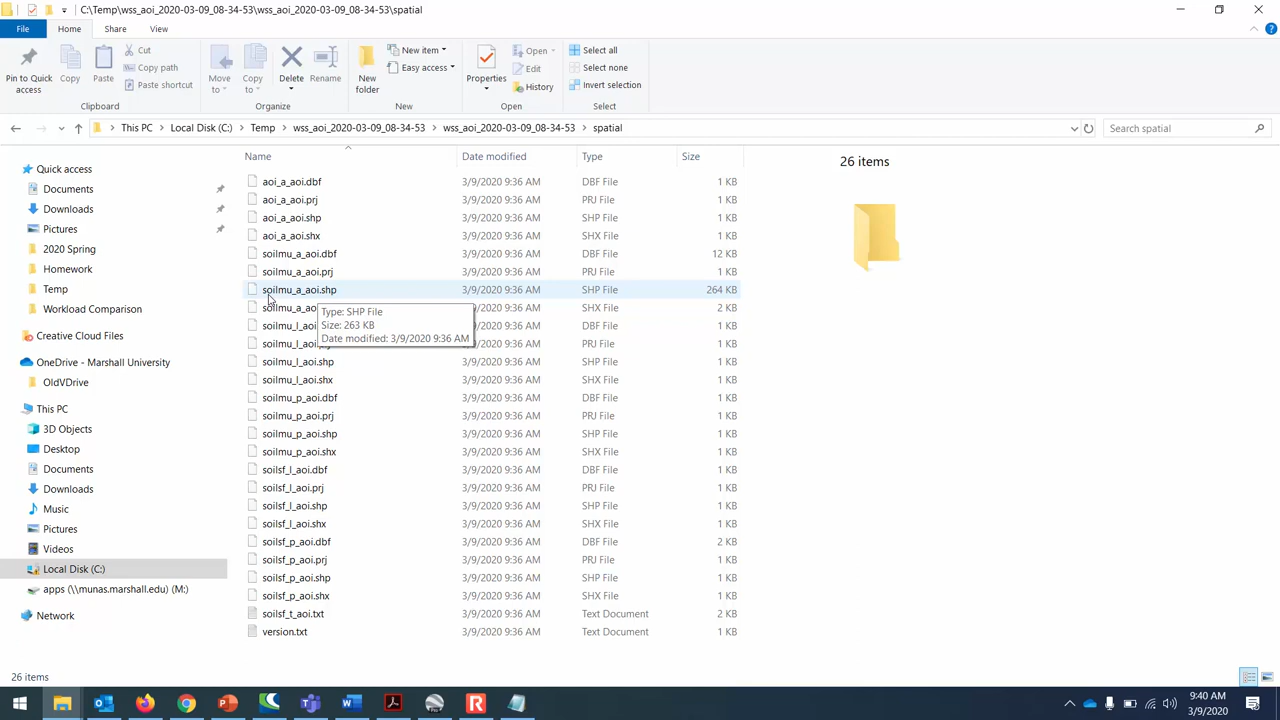 C:\Temp\wss_aoi_2020-03-09_08-34-53\wss_aoi_2020-03-09_08-34-53\spatial
File Home Share View
Pin to Quick access
Copy
Paste
Cut
Copy path
Paste shortcut
Clipboard
Move to
Copy to
Delete
Rename
Organize
New folder
New item
Easy access
New
Properties
Open
Edit
History
Open
Select all
Select none
Invert selection
Select
This PC Local Disk (C:) Temp wss_aoi_2020-03-09_08-34-53 wss_aoi_2020-03-09_08-34-53 spatial
Search spatial
Quick access
Documents
Downloads
Pictures
2020 Spring
Homework
Temp
Workload Comparison
Creative Cloud Files
OneDrive - Marshall University
OldVDrive
This PC
3D Objects
Desktop
Documents
Downloads
Music
Pictures
Videos
Local Disk (C:)
apps (\\munas.marshall.edu) (M:)
Network
Name Date modified Type Size
aoi_a_aoi.dbf 3/9/2020 9:36 AM DBF File 1 KB
aoi_a_aoi.prj 3/9/2020 9:36 AM PRJ File 1 KB
aoi_a_aoi.shp 3/9/2020 9:36 AM SHP File 1 KB
aoi_a_aoi.shx 3/9/2020 9:36 AM SHX File 1 KB
soilmu_a_aoi.dbf 3/9/2020 9:36 AM DBF File 12 KB
soilmu_a_aoi.prj 3/9/2020 9:36 AM PRJ File 1 KB
soilmu_a_aoi.shp 3/9/2020 9:36 AM SHP File 264 KB
soilmu_a_ao 3/9/2020 9:36 AM SHX File 2 KB
soilmu_l_aoi 3/9/2020 9:36 AM DBF File 1 KB
soilmu_l_aoi 3/9/2020 9:36 AM PRJ File 1 KB
soilmu_l_aoi.shp 3/9/2020 9:36 AM SHP File 1 KB
soilmu_l_aoi.shx 3/9/2020 9:36 AM SHX File 1 KB
soilmu_p_aoi.dbf 3/9/2020 9:36 AM DBF File 1 KB
soilmu_p_aoi.prj 3/9/2020 9:36 AM PRJ File 1 KB
soilmu_p_aoi.shp 3/9/2020 9:36 AM SHP File 1 KB
soilmu_p_aoi.shx 3/9/2020 9:36 AM SHX File 1 KB
soilsf_l_aoi.dbf 3/9/2020 9:36 AM DBF File 1 KB
soilsf_l_aoi.prj 3/9/2020 9:36 AM PRJ File 1 KB
soilsf_l_aoi.shp 3/9/2020 9:36 AM SHP File 1 KB
soilsf_l_aoi.shx 3/9/2020 9:36 AM SHX File 1 KB
soilsf_p_aoi.dbf 3/9/2020 9:36 AM DBF File 2 KB
soilsf_p_aoi.prj 3/9/2020 9:36 AM PRJ File 1 KB
soilsf_p_aoi.shp 3/9/2020 9:36 AM SHP File 1 KB
soilsf_p_aoi.shx 3/9/2020 9:36 AM SHX File 1 KB
soilsf_t_aoi.txt 3/9/2020 9:36 AM Text Document 2 KB
version.txt 3/9/2020 9:36 AM Text Document 1 KB
Type: SHP File
Size: 263 KB
Date modified: 3/9/2020 9:36 AM
26 items
26 items
9:40 AM
3/9/2020